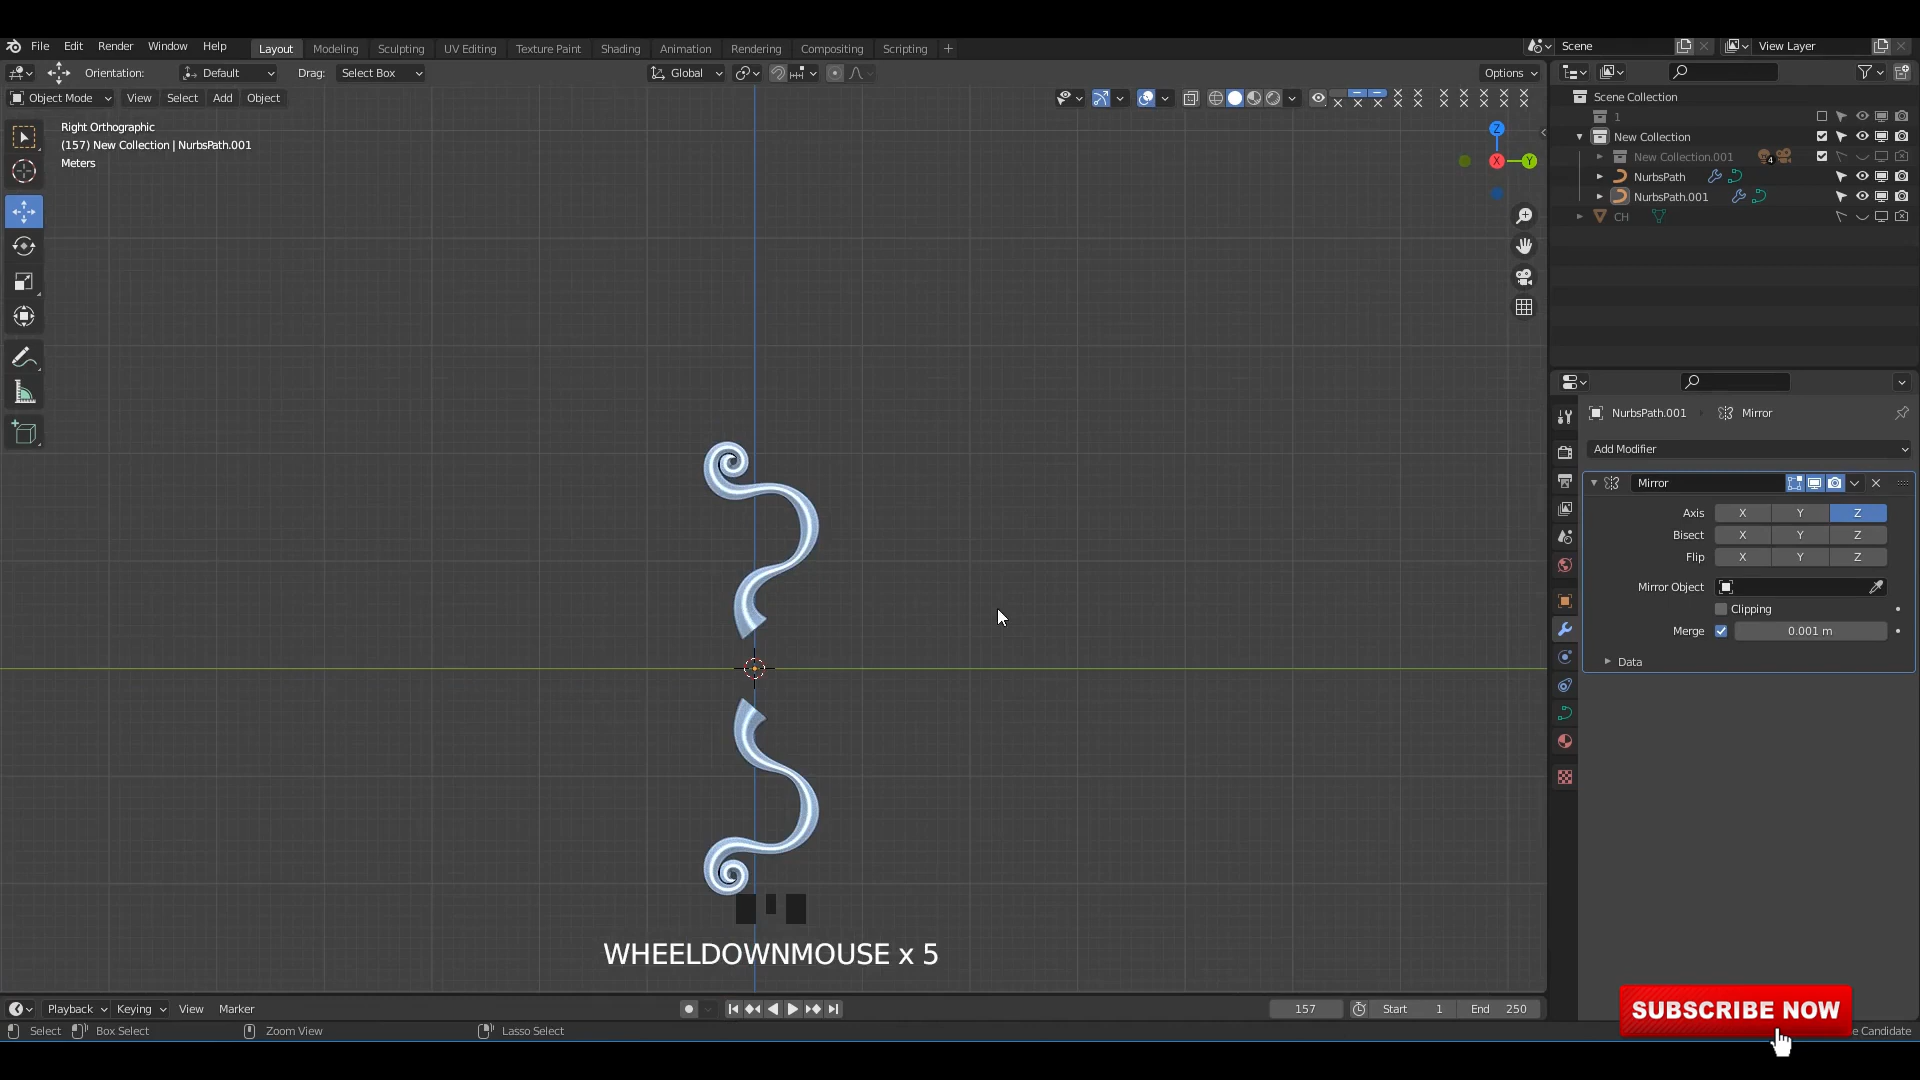 File Edit Render Window Help
Layout Modeling Sculpting UV Editing Texture Paint Shading Animation Rendering Compositing Scripting +
Scene
View Layer
Orientation: Default Drag: Select Box
Global
Options
Object Mode View Select Add Object
Right Orthographic
(157) New Collection | NurbsPath.001
Meters
Z
X
Y
Scene Collection
1
New Collection
New Collection.001
4
NurbsPath
NurbsPath.001
CH
NurbsPath.001 Mirror
Add Modifier
Mirror
Axis X Y Z
Bisect X Y Z
Flip X Y Z
Mirror Object
Clipping
Merge 0.001 m
Data
WHEELDOWNMOUSE x 5
Playback Keying View Marker
157 Start 1 End 250
SUBSCRIBE NOW
Select Box Select Zoom View Lasso Select
e Candidate